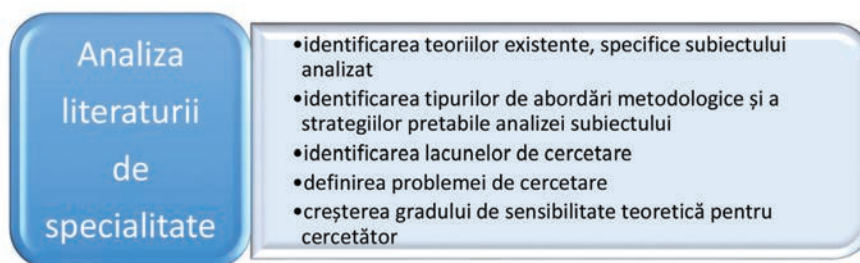 Analiza
literaturii
de
specialitate
•identificarea teoriilor existente, specifice subiectului
analizat
•identificarea tipurilor de abordări metodologice și a
strategiilor pretabile analizei subiectului
•identificarea lacunelor de cercetare
•definirea problemei de cercetare
•creșterea gradului de sensibilitate teoretică pentru
cercetător